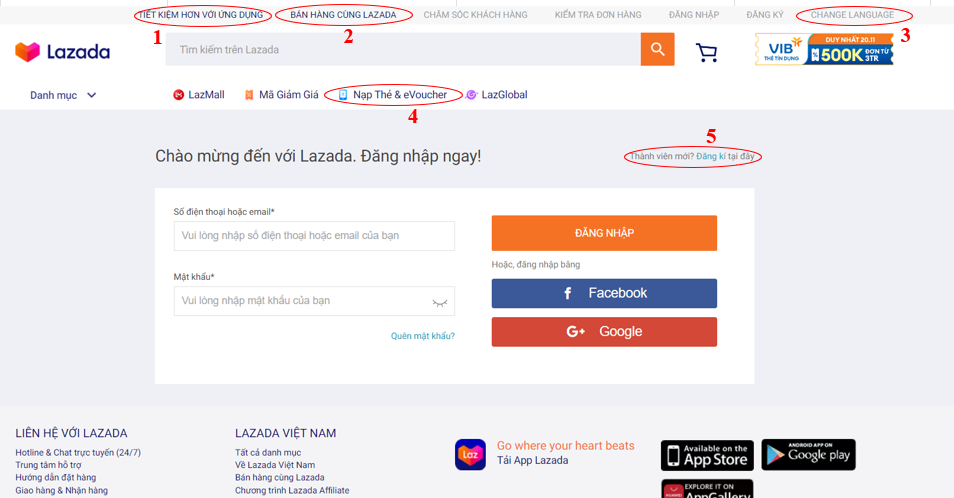 TIẾT KIỆM HƠN VỚI ỨNG DỤNG BÁN HÀNG CÙNG LAZADA CHĂM SÓC KHÁCH HÀNG KIỂM TRA ĐƠN HÀNG ĐĂNG NHẬP ĐĂNG KÝ CHANGE LANGUAGE
1 2 3
Lazada Tìm kiếm trên Lazada VIB THẺ TÍN DỤNG DUY NHẤT 20.11 500K ĐƠN TỪ 3TR
Danh mục LazMall Mã Giảm Giá Nạp Thẻ & eVoucher LazGlobal
4
5
Chào mừng đến với Lazada. Đăng nhập ngay! Thành viên mới? Đăng kí tại đây
Số điện thoại hoặc email*
Vui lòng nhập số điện thoại hoặc email của bạn
Mật khẩu*
Vui lòng nhập mật khẩu của bạn
Quên mật khẩu?
ĐĂNG NHẬP
Hoặc, đăng nhập bằng
Facebook
G+ Google
LIÊN HỆ VỚI LAZADA
Hotline & Chat trực tuyến (24/7)
Trung tâm hỗ trợ
Hướng dẫn đặt hàng
Giao hàng & Nhận hàng
LAZADA VIỆT NAM
Tất cả danh mục
Về Lazada Việt Nam
Bán hàng cùng Lazada
Chương trình Lazada Affiliate
Laz
Go where your heart beats
Tải App Lazada
Available on the
App Store
ANDROID APP ON
Google play
EXPLORE IT ON
AppGallery